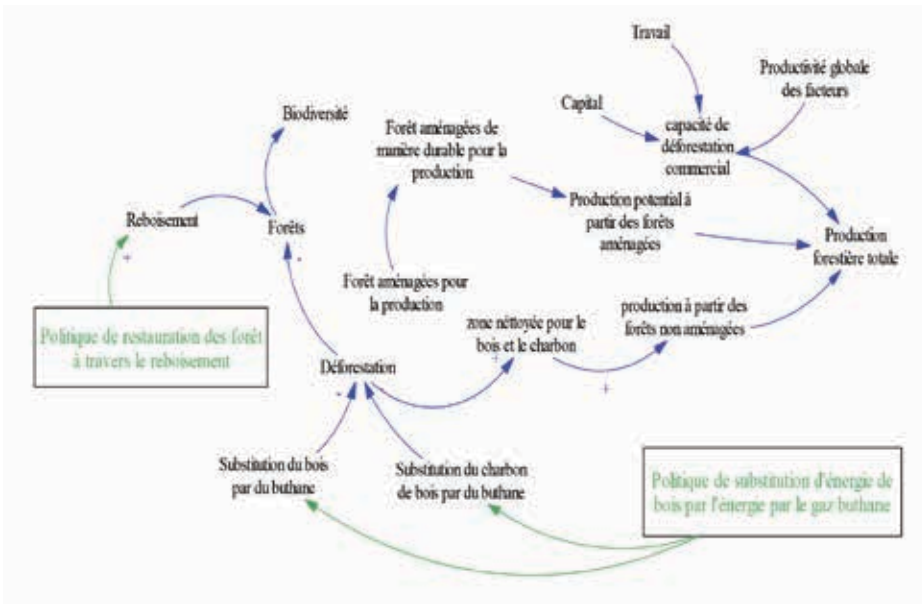 Travail
Productivité globale
des facteurs
Biodiversité
Capital
Forêt aménagées de
manière durable pour la
production
capacité de
déforestation
commercial
Reboisement
Forêts
Production potential à
partir des forêts
aménagées
Production
forestière totale
Forêt aménagées pour
la production
production à partir des
forêts non aménagées
zone néttoyée pour le
bois et le charbon
Politique de restauration des forêt
à travers le reboisement
Déforestation
Substitution du bois
par du buthane
Substitution du charbon
de bois par du buthane
Politique de substitution d'énergie de
bois par l'énergie par le gaz buthane
+
-
-
-
+
+